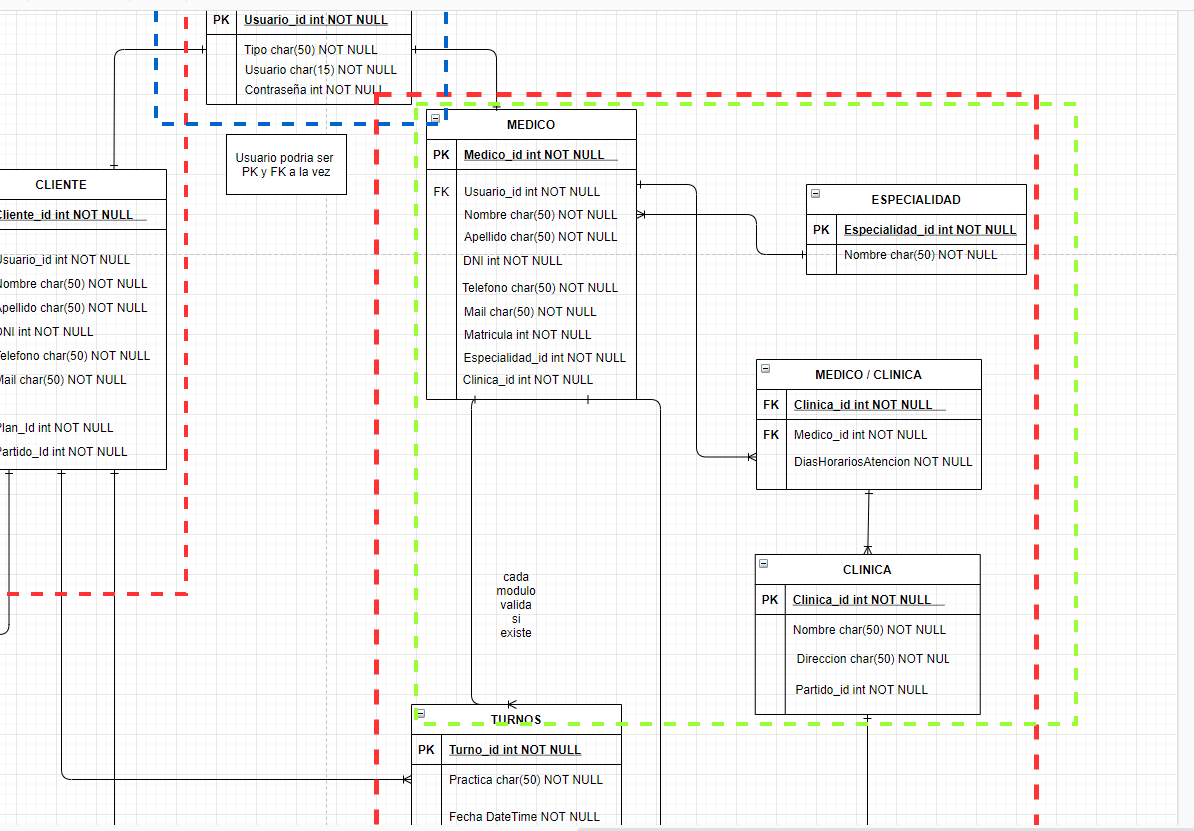 PK Usuario_id int NOT NULL
Tipo char(50) NOT NULL
Usuario char(15) NOT NULL
Contraseña int NOT NULL
Usuario podria ser
PK y FK a la vez
CLIENTE
Cliente_id int NOT NULL
Usuario_id int NOT NULL
Nombre char(50) NOT NULL
Apellido char(50) NOT NULL
DNI int NOT NULL
Telefono char(50) NOT NULL
Mail char(50) NOT NULL
Plan_Id int NOT NULL
Partido_Id int NOT NULL
MEDICO
PK Medico_id int NOT NULL
FK Usuario_id int NOT NULL
Nombre char(50) NOT NULL
Apellido char(50) NOT NULL
DNI int NOT NULL
Telefono char(50) NOT NULL
Mail char(50) NOT NULL
Matricula int NOT NULL
Especialidad_id int NOT NULL
Clinica_id int NOT NULL
ESPECIALIDAD
PK Especialidad_id int NOT NULL
Nombre char(50) NOT NULL
MEDICO / CLINICA
FK Clinica_id int NOT NULL
FK Medico_id int NOT NULL
DiasHorariosAtencion NOT NULL
CLINICA
PK Clinica_id int NOT NULL
Nombre char(50) NOT NULL
Direccion char(50) NOT NUL
Partido_id int NOT NULL
cada
modulo
valida
si
existe
TURNOS
PK Turno_id int NOT NULL
Practica char(50) NOT NULL
Fecha DateTime NOT NULL